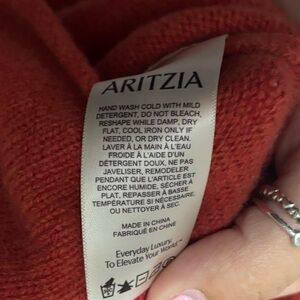 ARITZIA
HAND WASH COLD WITH MILD
DETERGENT, DO NOT BLEACH,
RESHAPE WHILE DAMP, DRY
FLAT, COOL IRON ONLY IF
NEEDED, OR DRY CLEAN.
LAVER À LA MAIN À L'EAU
FROIDE À L'AIDE D'UN
DÉTERGENT DOUX, NE PAS
JAVELISER, REMODELER
PENDANT QUE L'ARTICLE EST
ENCORE HUMIDE, SÉCHER À
PLAT, REPASSER À BASSE
TEMPÉRATURE SI NÉCESSAIRE,
OU NETTOYER À SEC.
MADE IN CHINA
FABRIQUÉ EN CHINE
Everyday Luxury
To Elevate Your World™